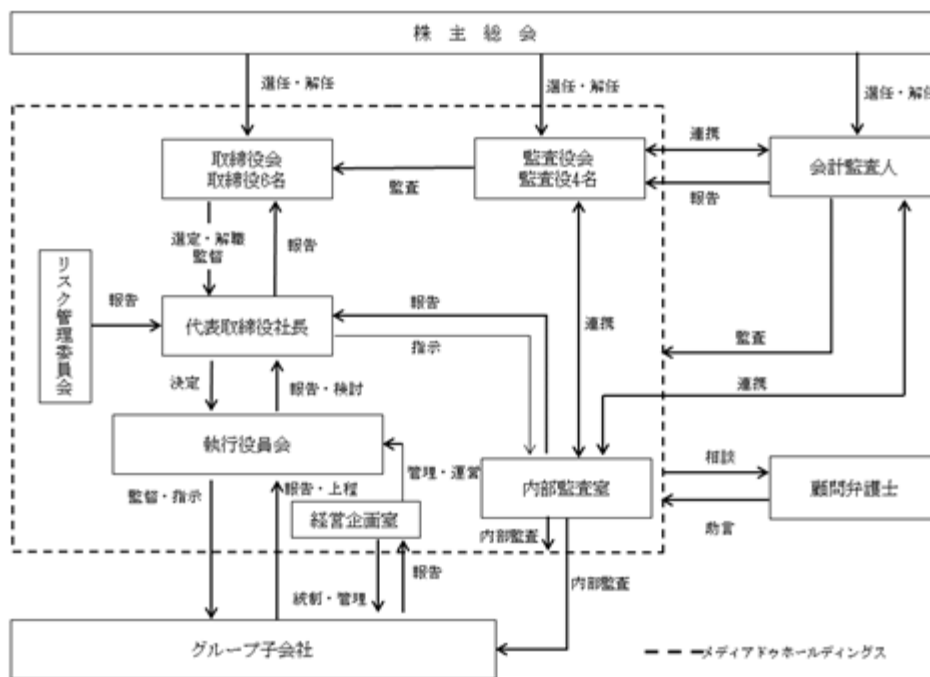 株主総会
選任・解任
選任・解任
選任・解任
取締役会
取締役6名
監査
監査役会
監査役4名
連携
報告
会計監査人
選定・解職
監督
報告
リスク管理委員会
報告
代表取締役社長
報告
指示
連携
監査
決定
報告・検討
連携
執行役員会
管理・運営
内部監査室
相談
顧問弁護士
助言
監督・指示
報告・上程
経営企画室
内部監査
統制・管理
報告
内部監査
グループ子会社
メディアドゥホールディングス